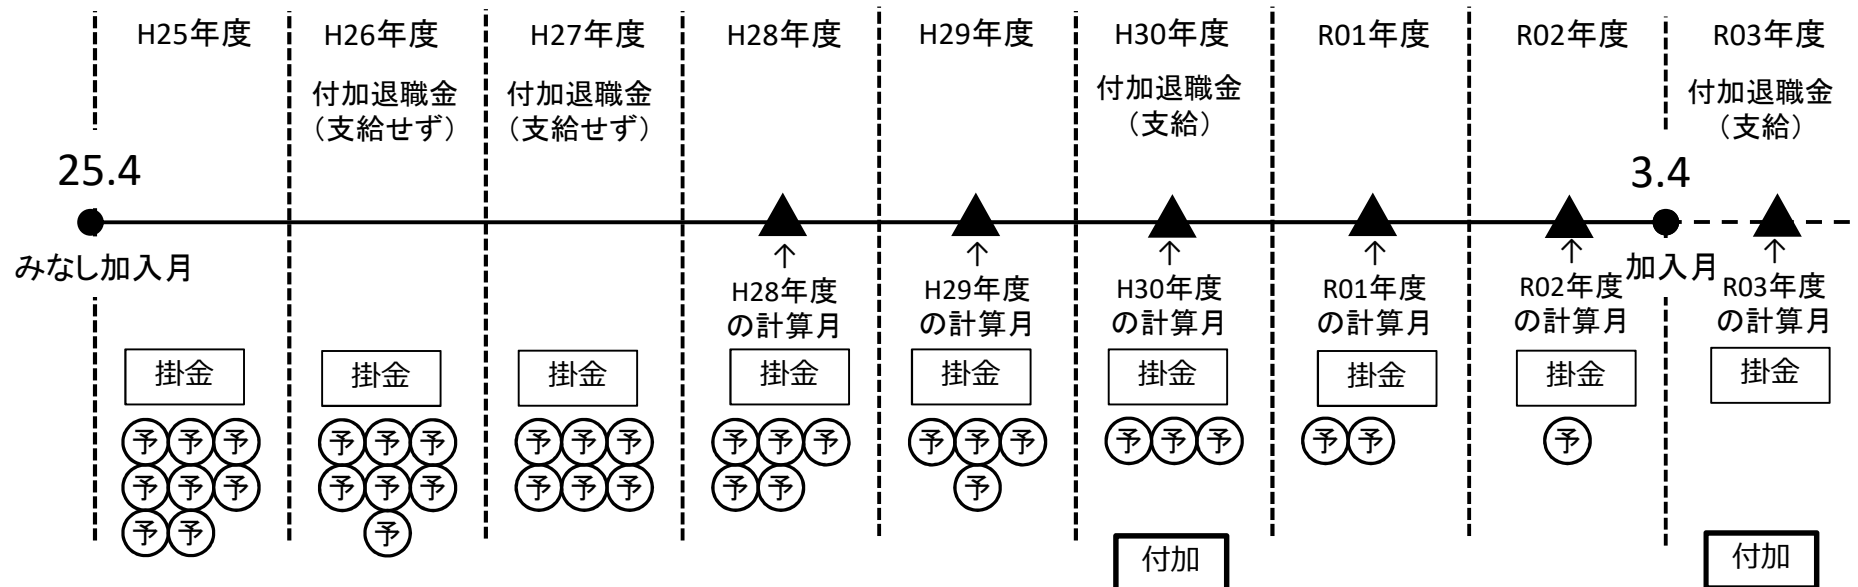 H25年度 H26年度 H27年度 H28年度 H29年度 H30年度 R01年度 R02年度 R03年度
付加退職金 付加退職金 付加退職金 付加退職金
（支給せず） （支給せず） （支給） （支給）
25.4 3.4
みなし加入月 加入月
↑ ↑ ↑ ↑ ↑ ↑
H28年度 H29年度 H30年度 R01年度 R02年度 R03年度
の計算月 の計算月 の計算月 の計算月 の計算月 の計算月
掛金 掛金 掛金 掛金 掛金 掛金 掛金 掛金 掛金
予予予 予予予 予予予 予予予 予予予 予予予 予予 予
予予予 予予予 予予予 予予 予
予予 予
付加 付加